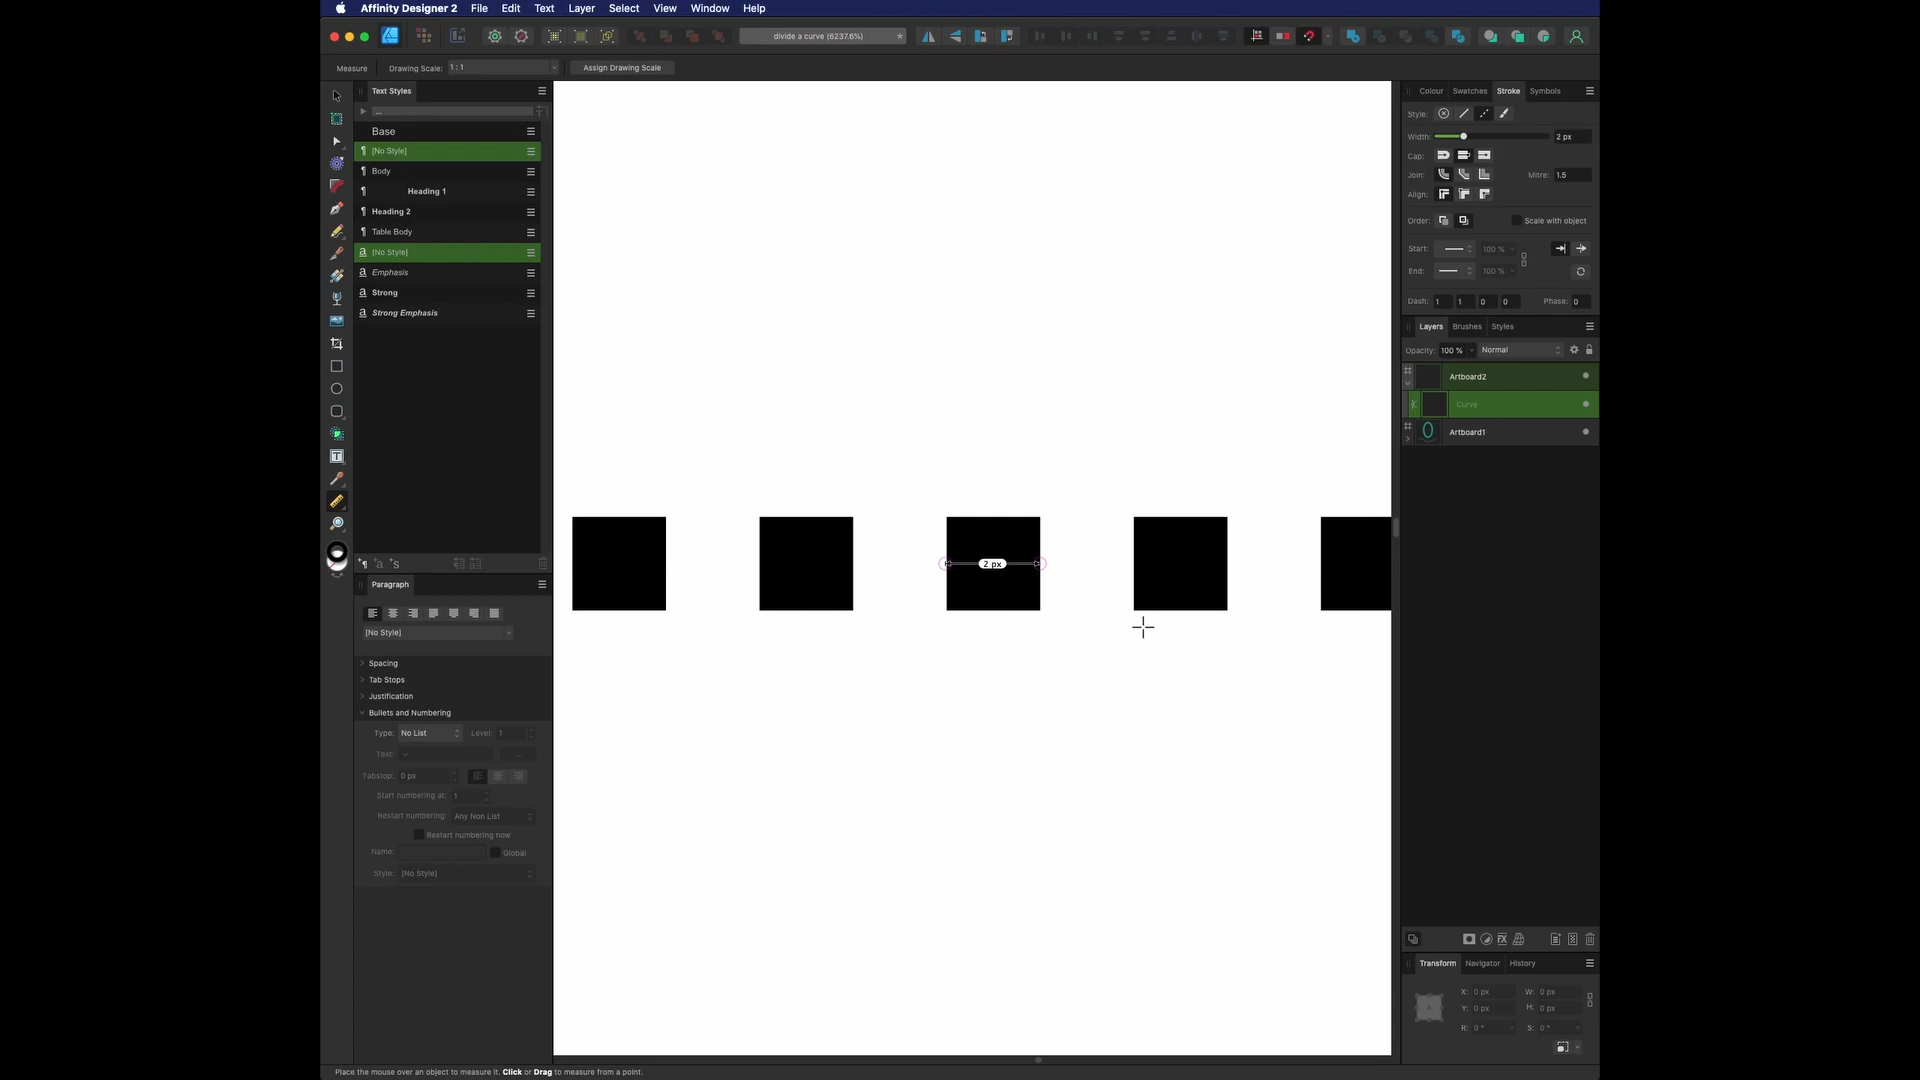 Affinity Designer 2 File Edit Text Layer Select View Window Help
divide a curve (6237.6%)
Measure Drawing Scale: 1 : 1 Assign Drawing Scale
Text Styles
...
Base
[No Style]
Body
Heading 1
Heading 2
Table Body
[No Style]
Emphasis
Strong
Strong Emphasis
Paragraph
[No Style]
Spacing
Tab Stops
Justification
Bullets and Numbering
Type: No List Level: 1
Text:
Tabstop: 0 px
Start numbering at: 1
Restart numbering: Any Non List
Restart numbering now
Name: Global
Style: [No Style]
2 px
Colour Swatches Stroke Symbols
Style:
Width: 2 px
Cap:
Join: Mitre: 1.5
Align:
Order: Scale with object
Start: 100 %
End: 100 %
Dash: 1 1 0 0 Phase: 0
Layers Brushes Styles
Opacity: 100 % Normal
Artboard2
Curve
Artboard1
Transform Navigator History
X: 0 px W: 0 px
Y: 0 px H: 0 px
R: 0 ° S: 0 °
Place the mouse over an object to measure it. Click or Drag to measure from a point.